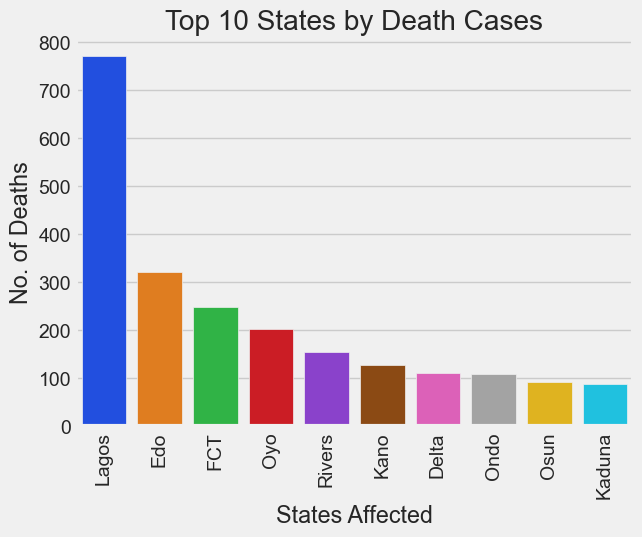 Top 10 States by Death Cases
800
700
600
500
400
300
200
100
0
No. of Deaths
Lagos
Edo
FCT
Oyo
Rivers
Kano
Delta
Ondo
Osun
Kaduna
States Affected